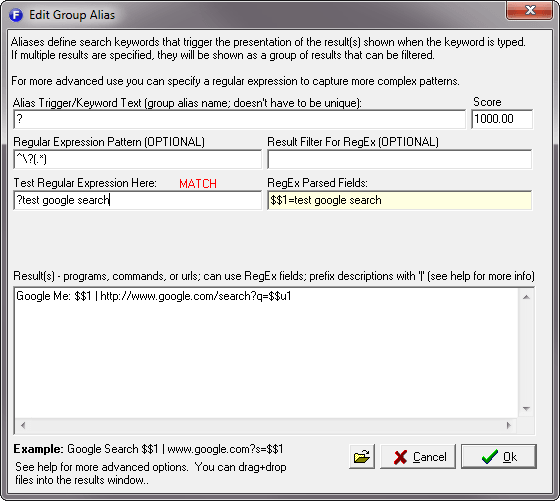 Edit Group Alias
Aliases define search keywords that trigger the presentation of the result(s) shown when the keyword is typed.
If multiple results are specified, they will be shown as a group of results that can be filtered.
For more advanced use you can specify a regular expression to capture more complex patterns.
Alias Trigger/Keyword Text (group alias name; doesn't have to be unique):
Score
?
1000.00
Regular Expression Pattern (OPTIONAL)
Result Filter For RegEx (OPTIONAL)
^\?(.*)
Test Regular Expression Here:
MATCH
RegEx Parsed Fields:
?test google search
$$1=test google search
Result(s) - programs, commands, or urls; can use RegEx fields; prefix descriptions with '|' (see help for more info)
Google Me: $$1 | http://www.google.com/search?q=$$u1
Example: Google Search $$1 | www.google.com?s=$$1
See help for more advanced options. You can drag+drop
files into the results window..
Cancel
Ok